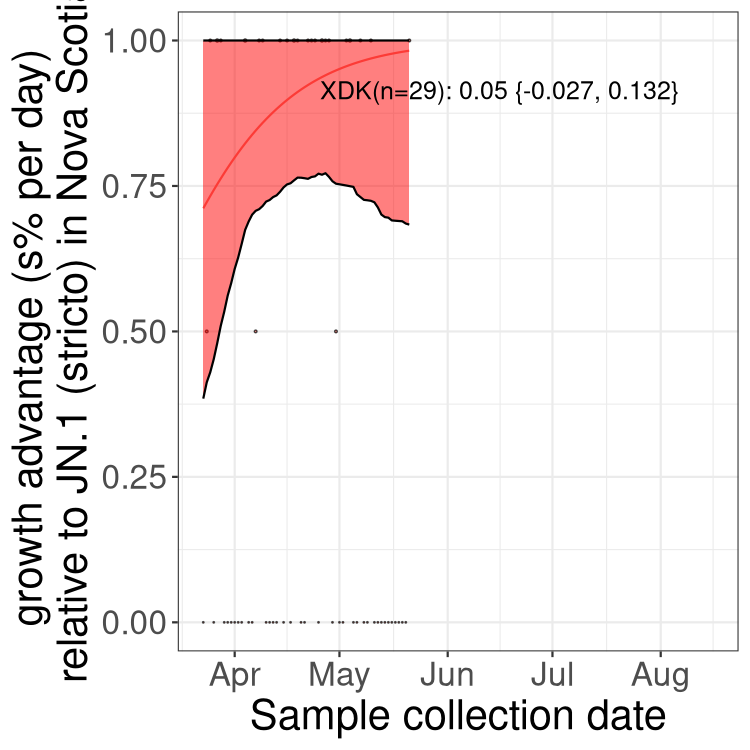 growth advantage (s% per day)
relative to JN.1 (stricto) in Nova Scotia
1.00
0.75
0.50
0.25
0.00
XDK(n=29): 0.05 {-0.027, 0.132}
Apr May Jun Jul Aug
Sample collection date